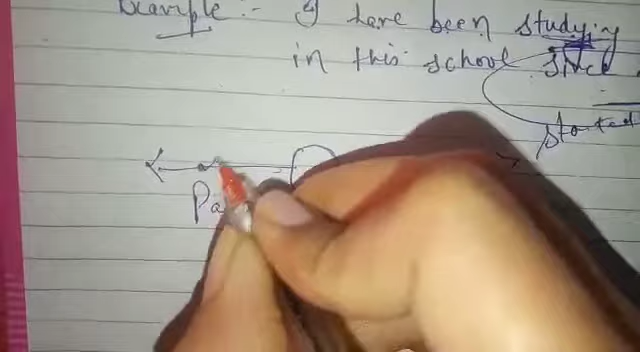 Example :- I have been studying
in this school since
started
Pa